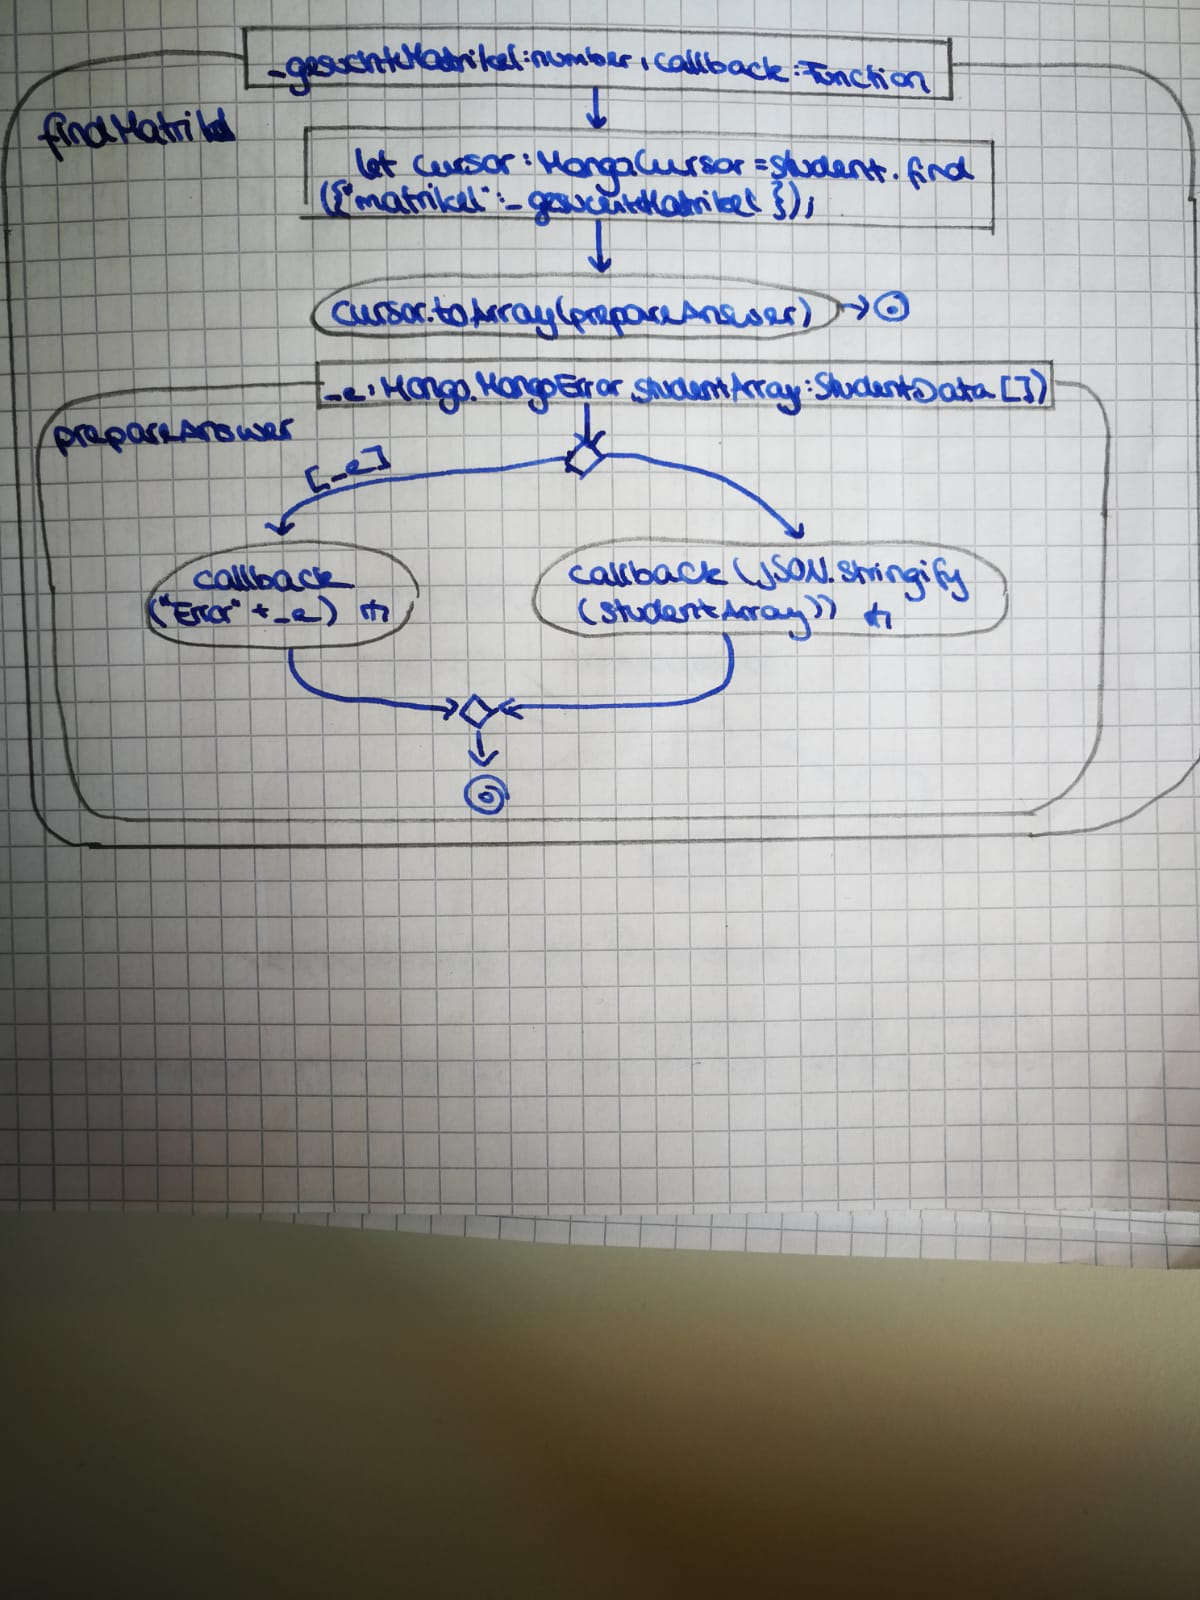 _gesuchteMatrikel:number, callback:Function
findMatrikel
let cursor:MongaCursor=student.find
({"matrikel":_gesuchteMatrikel});
cursor.toArray(prepareAnswer)
_e:Mongo.MongoError,studentArray:StudentData[])
prepareAnswer
[_e]
callback
("Error"+_e)
callback(JSON.stringify
(studentArray))